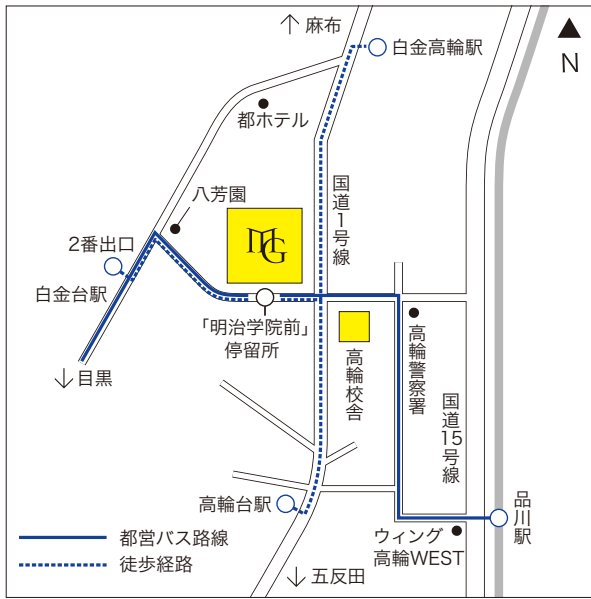 ↑ 麻布
白金高輪駅
N
都ホテル
国道1号線
八芳園
MG
2番出口
白金台駅
「明治学院前」
停留所
高輪校舎
高輪警察署
国道15号線
↓ 目黒
高輪台駅
品川駅
ウィング
高輪WEST
都営バス路線
徒歩経路
↓ 五反田